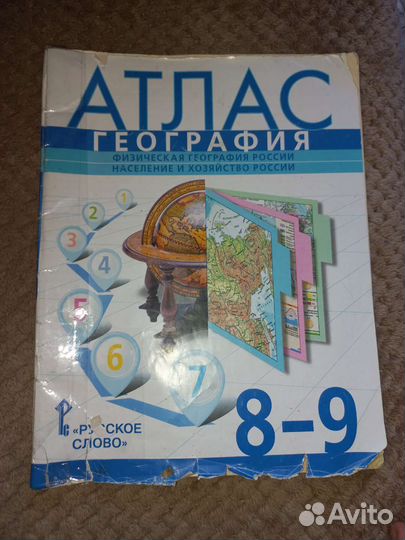 АТЛАС
ГЕОГРАФИЯ
ФИЗИЧЕСКАЯ ГЕОГРАФИЯ РОССИИ
НАСЕЛЕНИЕ И ХОЗЯЙСТВО РОССИИ
1
2
3
4
5
6
7
Рс
«РУССКОЕ
СЛОВО»
8–9
Avito